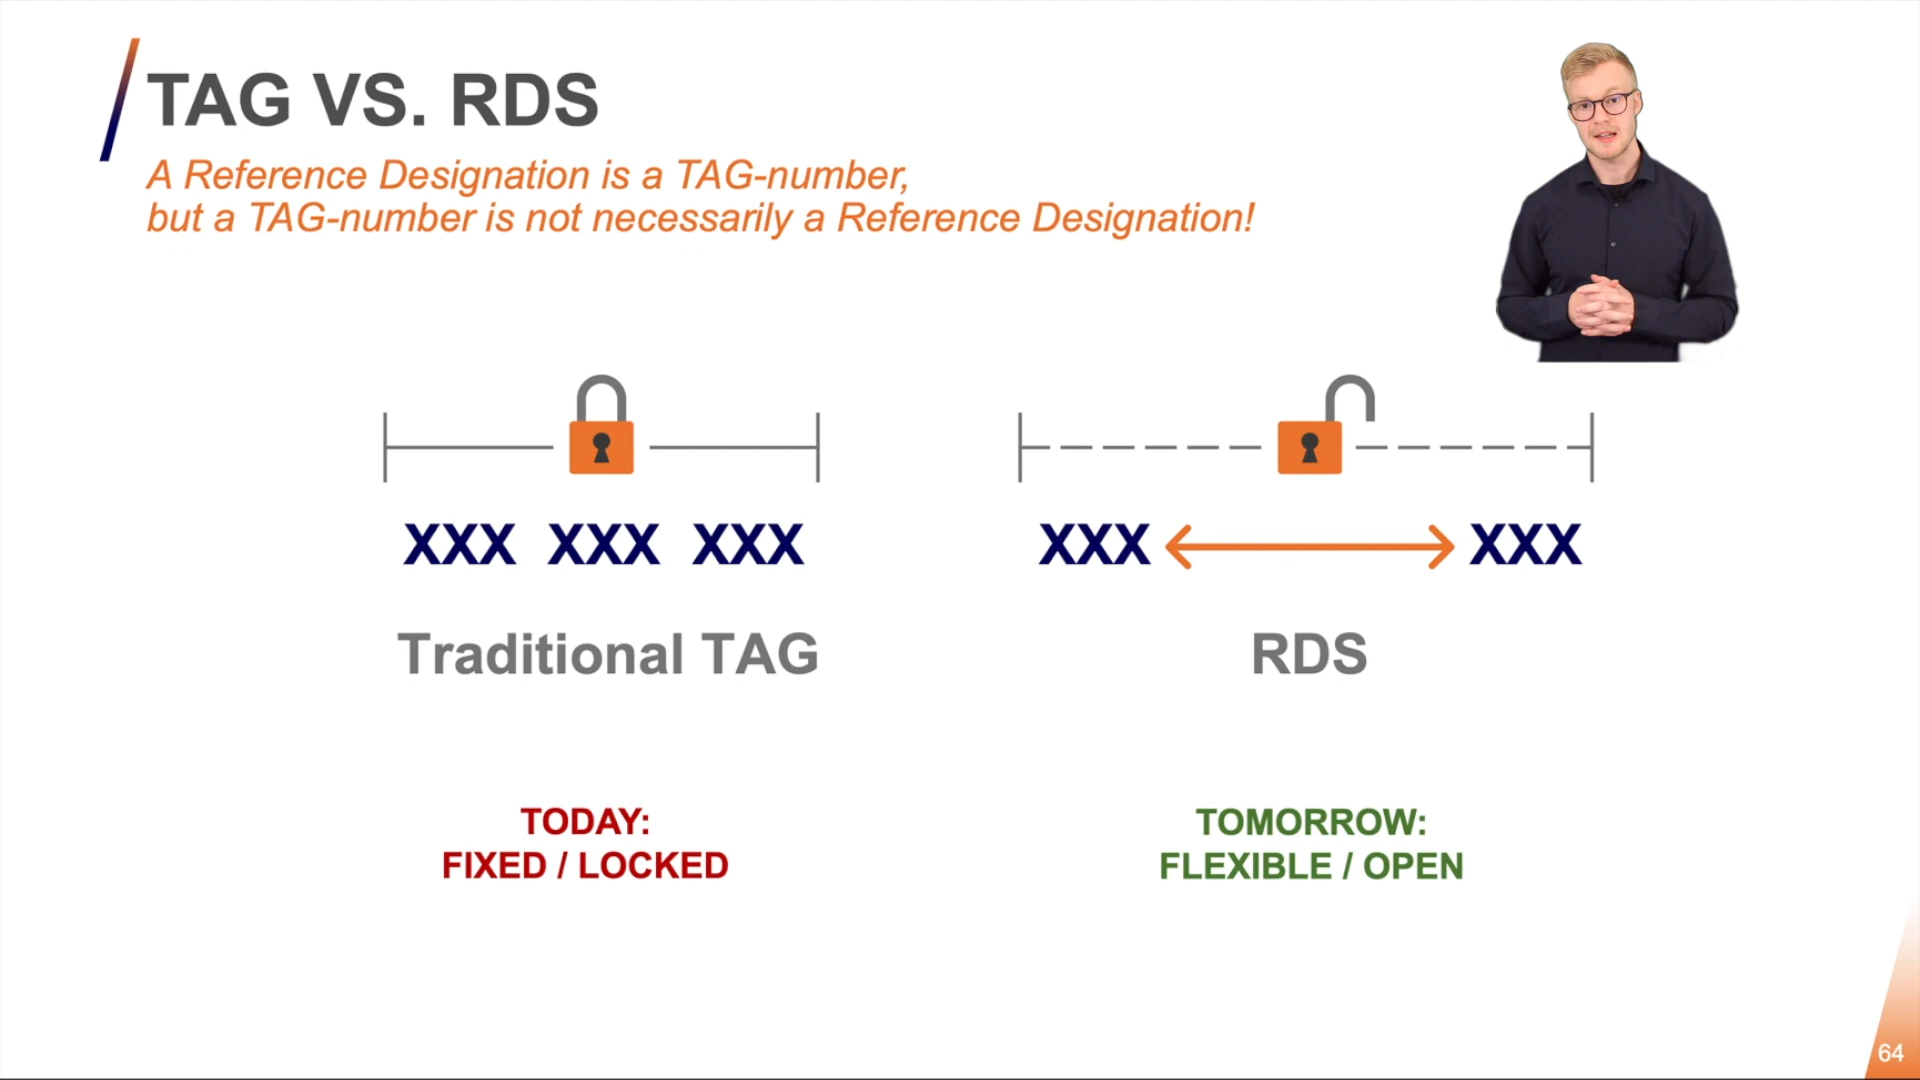 TAG VS. RDS
A Reference Designation is a TAG-number,
but a TAG-number is not necessarily a Reference Designation!
XXX XXX XXX
XXX XXX
Traditional TAG
RDS
TODAY:
FIXED / LOCKED
TOMORROW:
FLEXIBLE / OPEN
64